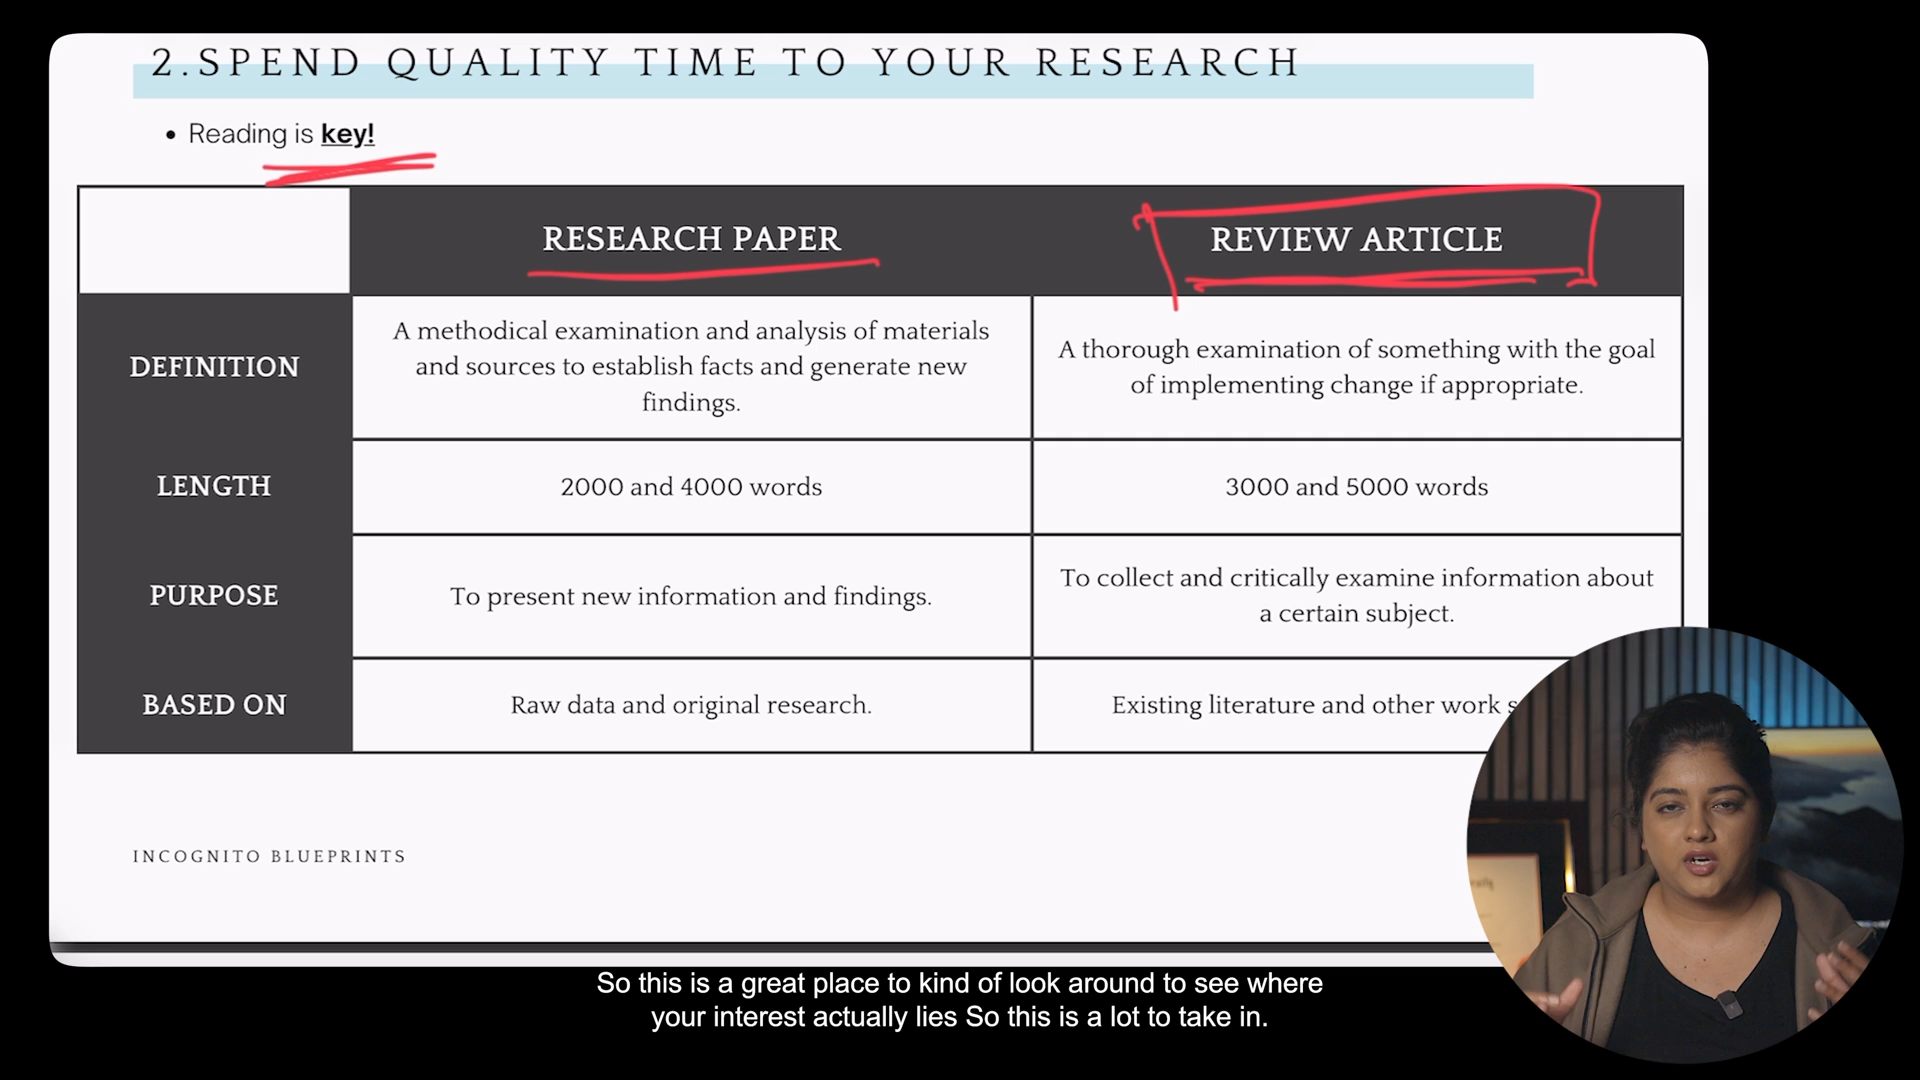 2.SPEND QUALITY TIME TO YOUR RESEARCH
• Reading is key!
RESEARCH PAPER
REVIEW ARTICLE
DEFINITION
A methodical examination and analysis of materials
and sources to establish facts and generate new
findings.
A thorough examination of something with the goal
of implementing change if appropriate.
LENGTH
2000 and 4000 words
3000 and 5000 words
PURPOSE
To present new information and findings.
To collect and critically examine information about
a certain subject.
BASED ON
Raw data and original research.
Existing literature and other work
INCOGNITO BLUEPRINTS
So this is a great place to kind of look around to see where
your interest actually lies So this is a lot to take in.